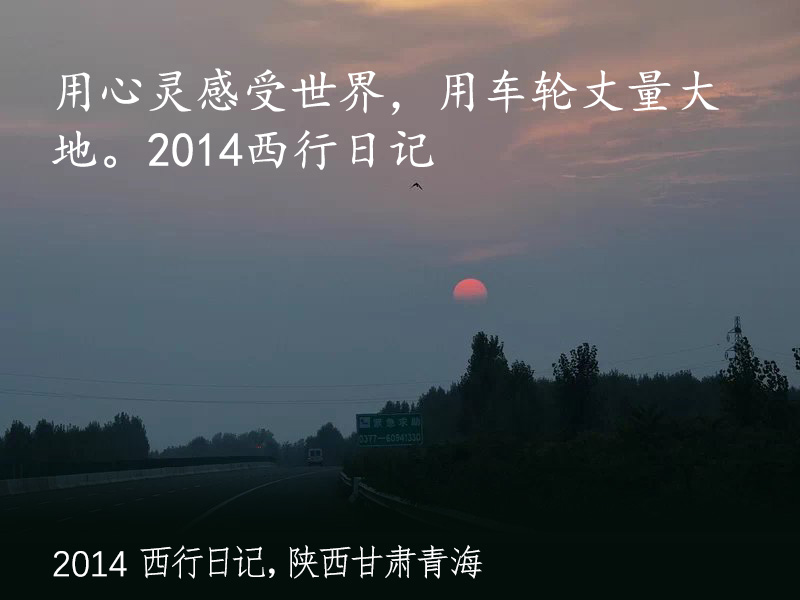 用心灵感受世界，用车轮丈量大
地。2014西行日记
紧急求助
0377—60941330
2014 西行日记，陕西甘肃青海